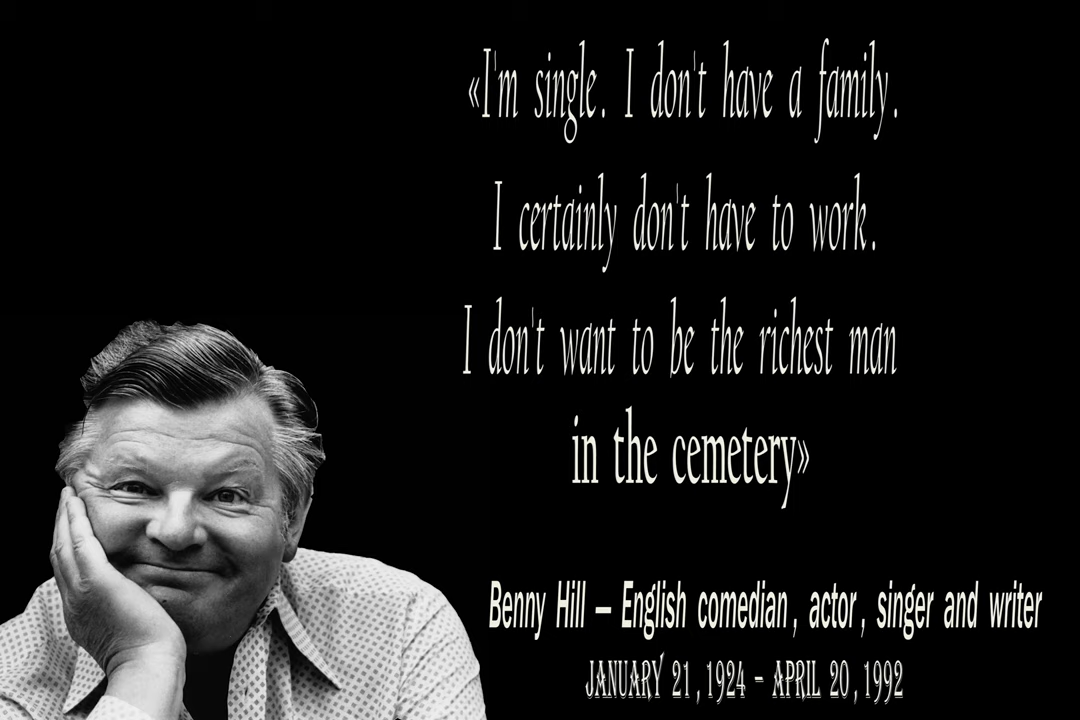 «I'm single. I don't have a family.
I certainly don't have to work.
I don't want to be the richest man
in the cemetery»
Benny Hill – English comedian, actor, singer and writer
JANUARY 21, 1924 - APRIL 20, 1992